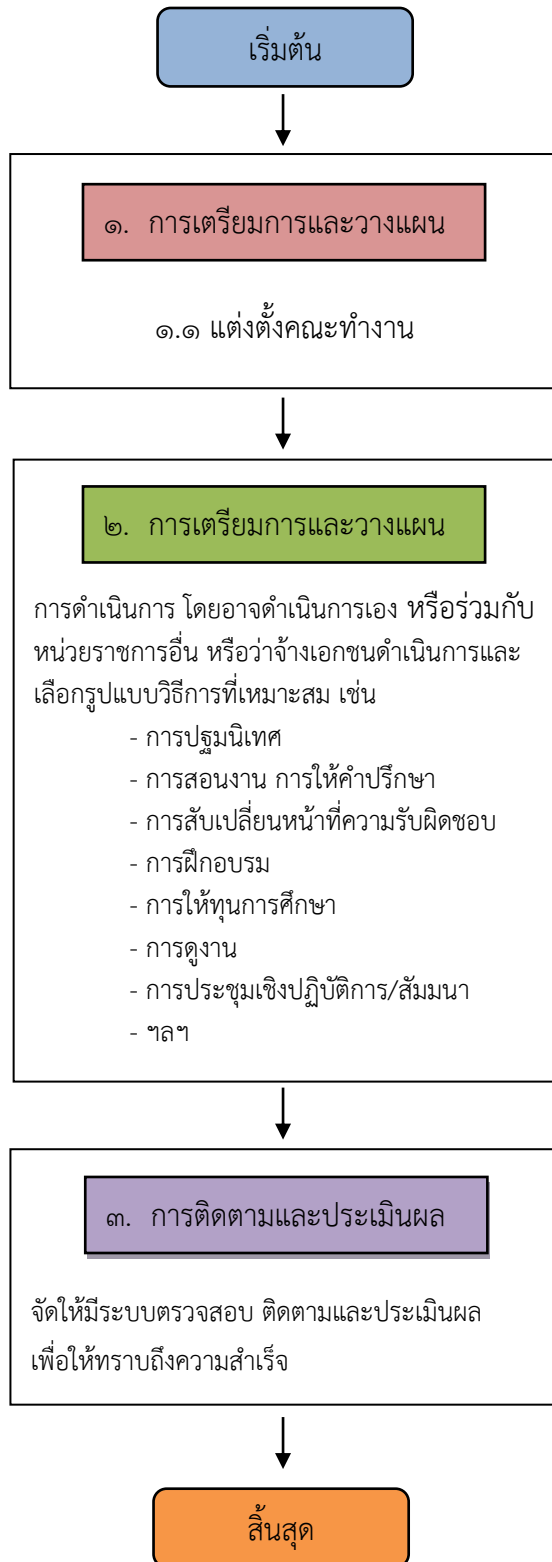 เริ่มต้น
๑. การเตรียมการและวางแผน
๑.๑ แต่งตั้งคณะทำงาน
๒. การเตรียมการและวางแผน
การดำเนินการ โดยอาจดำเนินการเอง หรือร่วมกับ
หน่วยราชการอื่น หรือว่าจ้างเอกชนดำเนินการและ
เลือกรูปแบบวิธีการที่เหมาะสม เช่น
- การปฐมนิเทศ
- การสอนงาน การให้คำปรึกษา
- การสับเปลี่ยนหน้าที่ความรับผิดชอบ
- การฝึกอบรม
- การให้ทุนการศึกษา
- การดูงาน
- การประชุมเชิงปฏิบัติการ/สัมมนา
- ฯลฯ
๓. การติดตามและประเมินผล
จัดให้มีระบบตรวจสอบ ติดตามและประเมินผล
เพื่อให้ทราบถึงความสำเร็จ
สิ้นสุด